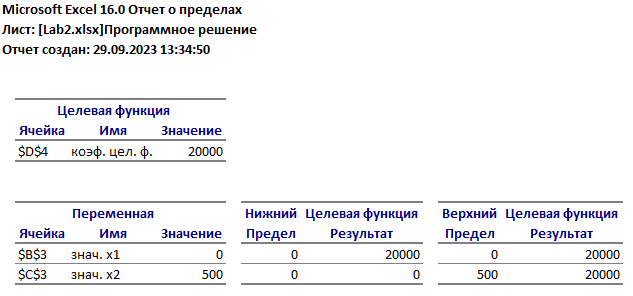 Microsoft Excel 16.0 Отчет о пределах
Лист: [Lab2.xlsx]Программное решение
Отчет создан: 29.09.2023 13:34:50
Целевая функция
Ячейка Имя Значение
$D$4 коэф. цел. ф. 20000
Переменная Нижний Целевая функция Верхний Целевая функция
Ячейка Имя Значение Предел Результат Предел Результат
$B$3 знач. x1 0 0 20000 0 20000
$C$3 знач. x2 500 0 0 500 20000